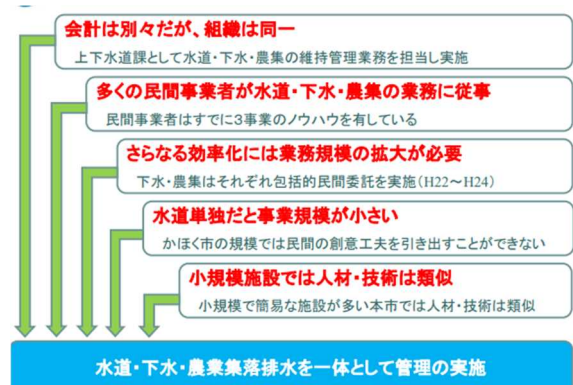 会計は別々だが、組織は同一
上下水道課として水道・下水・農集の維持管理業務を担当し実施
多くの民間事業者が水道・下水・農集の業務に従事
民間事業者はすでに3事業のノウハウを有している
さらなる効率化には業務規模の拡大が必要
下水・農集はそれぞれ包括的民間委託を実施(H22～H24)
水道単独だと事業規模が小さい
かほく市の規模では民間の創意工夫を引き出すことができない
小規模施設では人材・技術は類似
小規模で簡易な施設が多い本市では人材・技術は類似
水道・下水・農業集落排水を一体として管理の実施